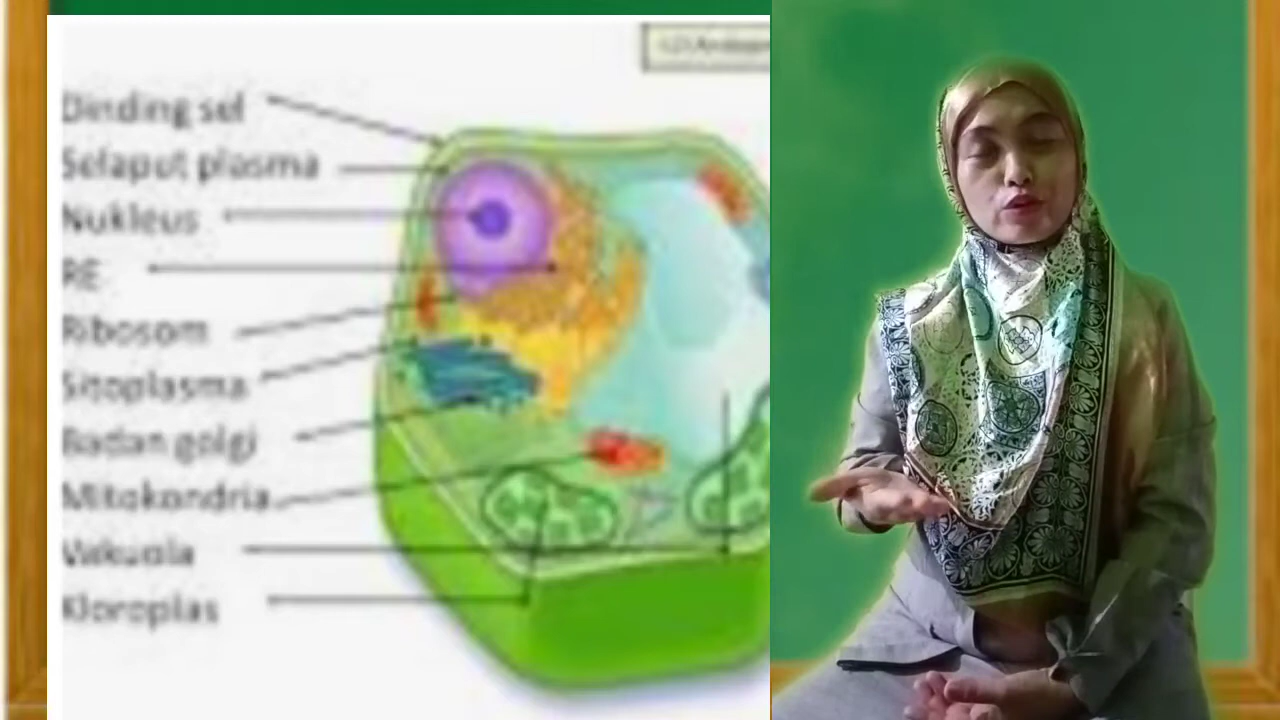 Dinding sel
Selaput plasma
Nukleus
RE
Ribosom
Sitoplasma
Badan golgi
Mitokondria
Vakuola
Kloroplas